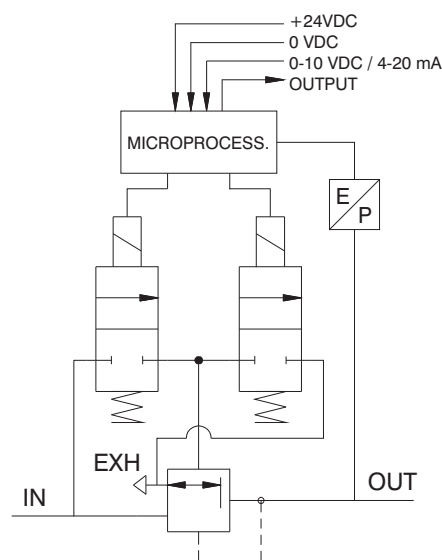 +24VDC
0 VDC
0-10 VDC / 4-20 mA
OUTPUT
MICROPROCESS.
E
P
EXH
IN
OUT